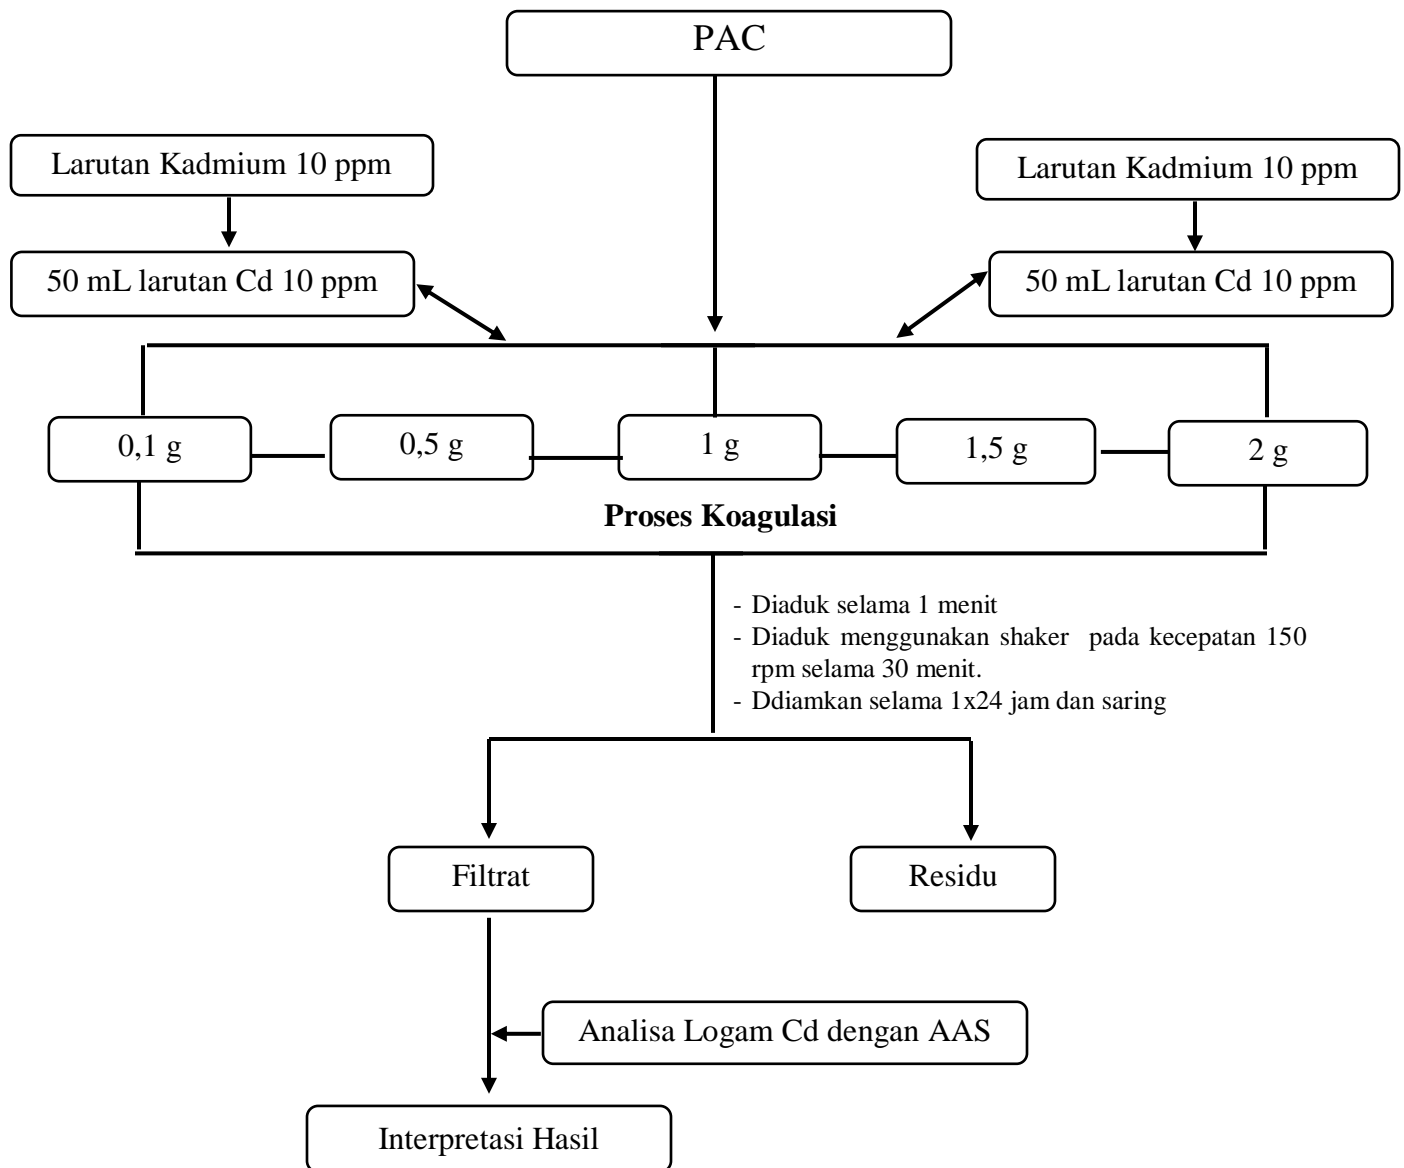 PAC
Larutan Kadmium 10 ppm
Larutan Kadmium 10 ppm
50 mL larutan Cd 10 ppm
50 mL larutan Cd 10 ppm
0,1 g
0,5 g
1 g
1,5 g
2 g
Proses Koagulasi
- Diaduk selama 1 menit
- Diaduk menggunakan shaker pada kecepatan 150
rpm selama 30 menit.
- Ddiamkan selama 1x24 jam dan saring
Filtrat
Residu
Analisa Logam Cd dengan AAS
Interpretasi Hasil